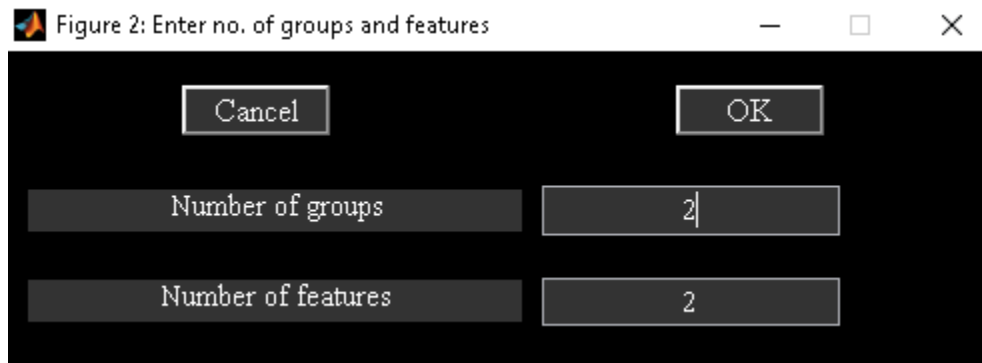 Figure 2: Enter no. of groups and features
Cancel
OK
Number of groups
2
Number of features
2